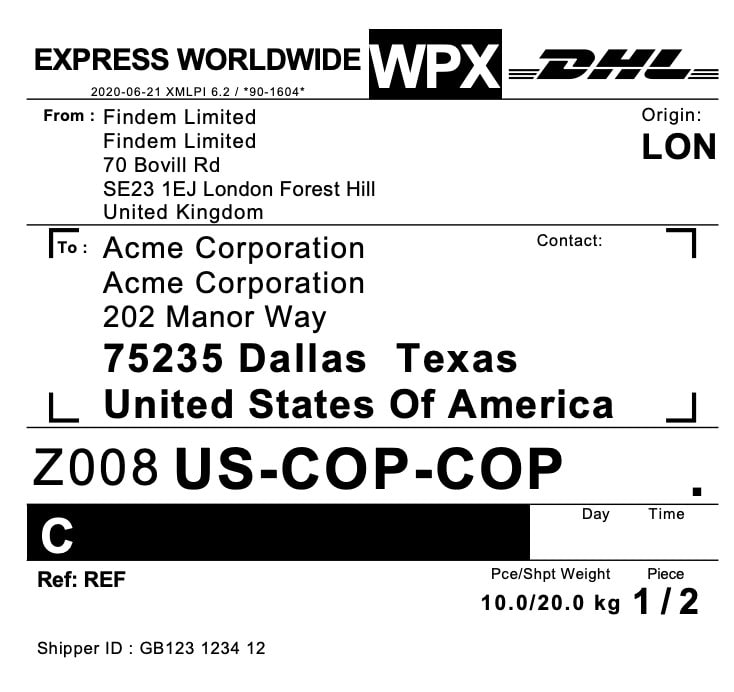 EXPRESS WORLDWIDE WPX DHL
2020-06-21 XMLPI 6.2 / *90-1604*
From : Findem Limited
Findem Limited
70 Bovill Rd
SE23 1EJ London Forest Hill
United Kingdom
Origin:
LON
To : Acme Corporation
Contact:
Acme Corporation
202 Manor Way
75235 Dallas Texas
United States Of America
Z008 US-COP-COP .
C
Day Time
Ref: REF
Pce/Shpt Weight Piece
10.0/20.0 kg 1 / 2
Shipper ID : GB123 1234 12